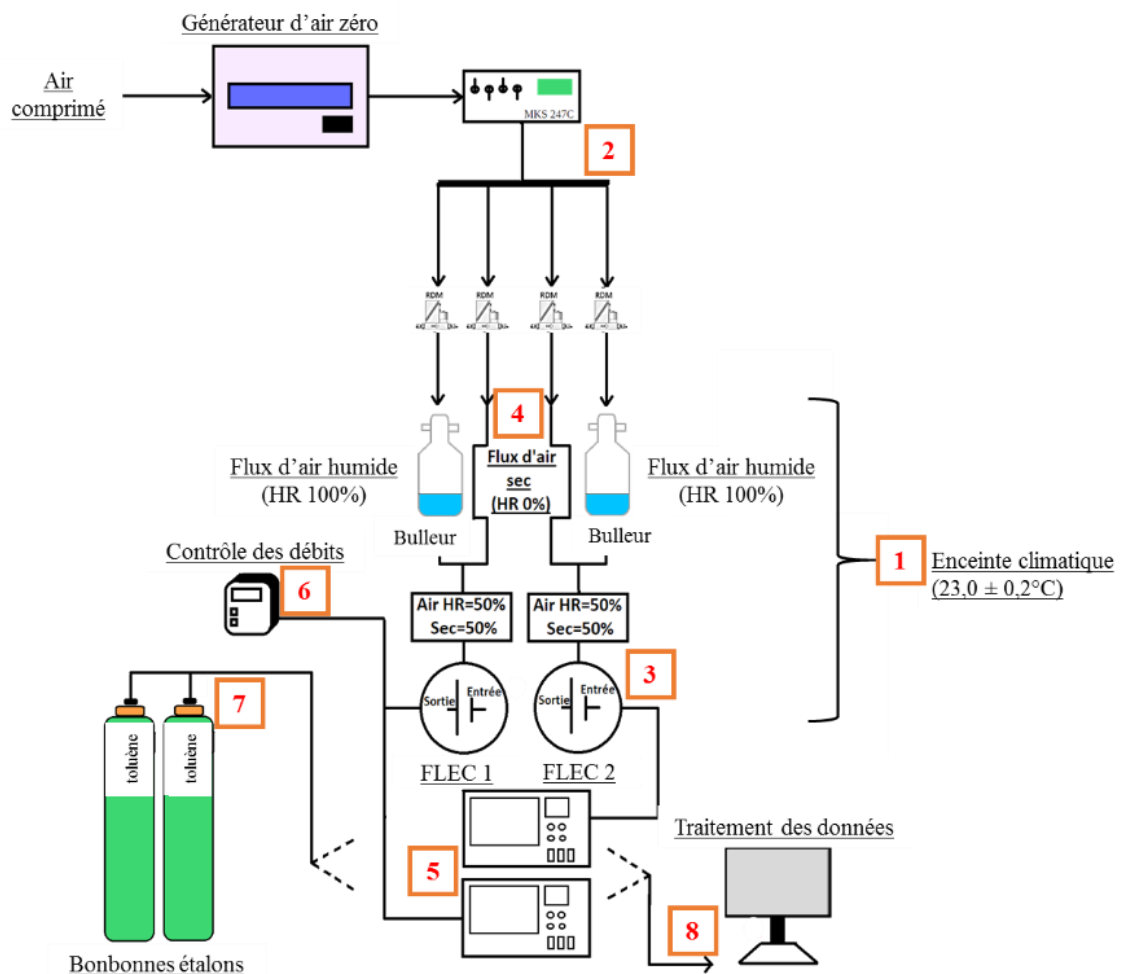 Générateur d'air zéro
Air
comprimé
MKS 247C
2
RDM
RDM
RDM
RDM
4
Flux d'air humide
(HR 100%)
Flux d'air
sec
(HR 0%)
Flux d'air humide
(HR 100%)
Bulleur
Bulleur
1
Enceinte climatique
(23,0 ± 0,2°C)
Contrôle des débits
6
Air HR=50%
Sec=50%
Air HR=50%
Sec=50%
3
Sortie
Entrée
Sortie
Entrée
7
toluène
toluène
FLEC 1
FLEC 2
Traitement des données
5
8
Bonbonnes étalons